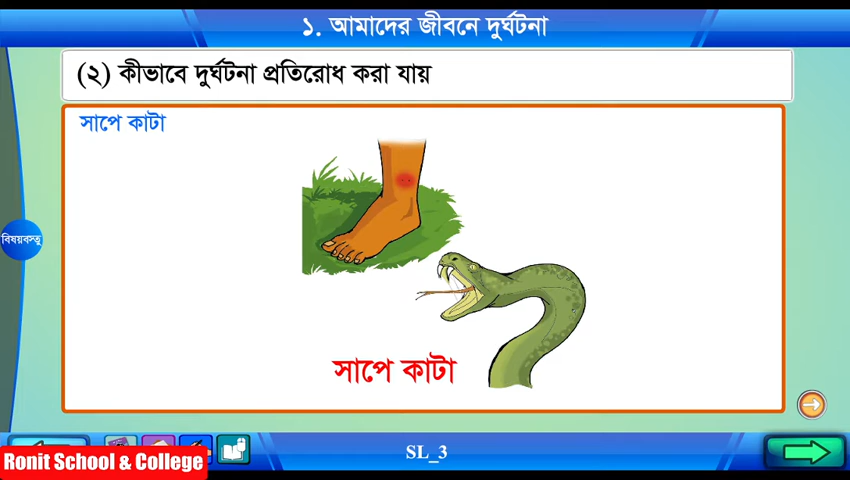 ১. আমাদের জীবনে দুর্ঘটনা
(২) কীভাবে দুর্ঘটনা প্রতিরোধ করা যায়
সাপে কাটা
বিষয়বস্তু
সাপে কাটা
SL_3
Ronit School & College